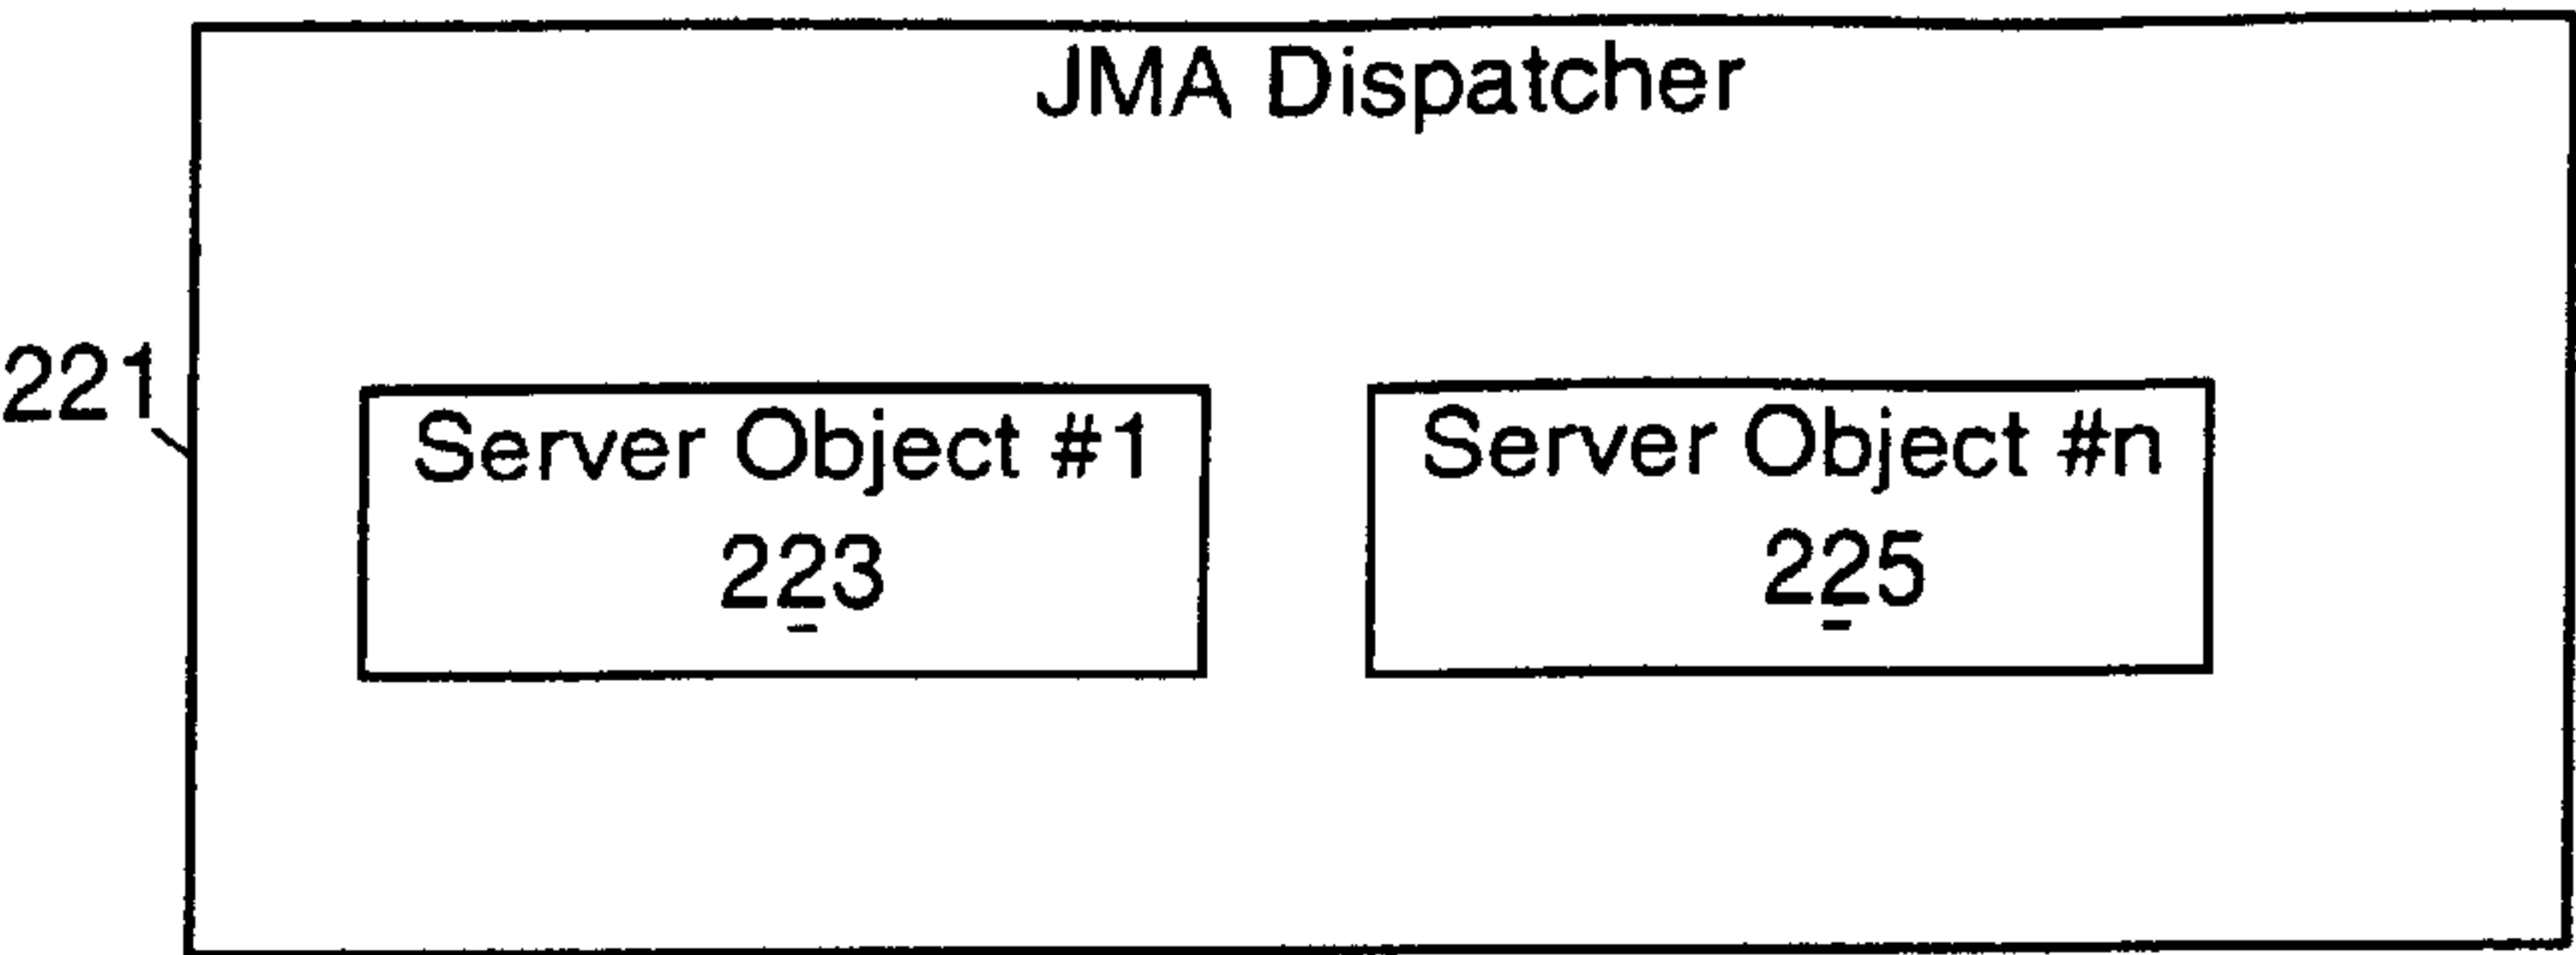 JMA Dispatcher
221
Server Object #1
223
Server Object #n
225